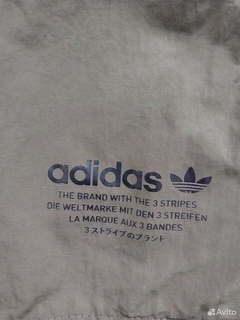 adidas
THE BRAND WITH THE 3 STRIPES
DIE WELTMARKE MIT DEN 3 STREIFEN
LA MARQUE AUX 3 BANDES
3ストライプのブランド
Avito